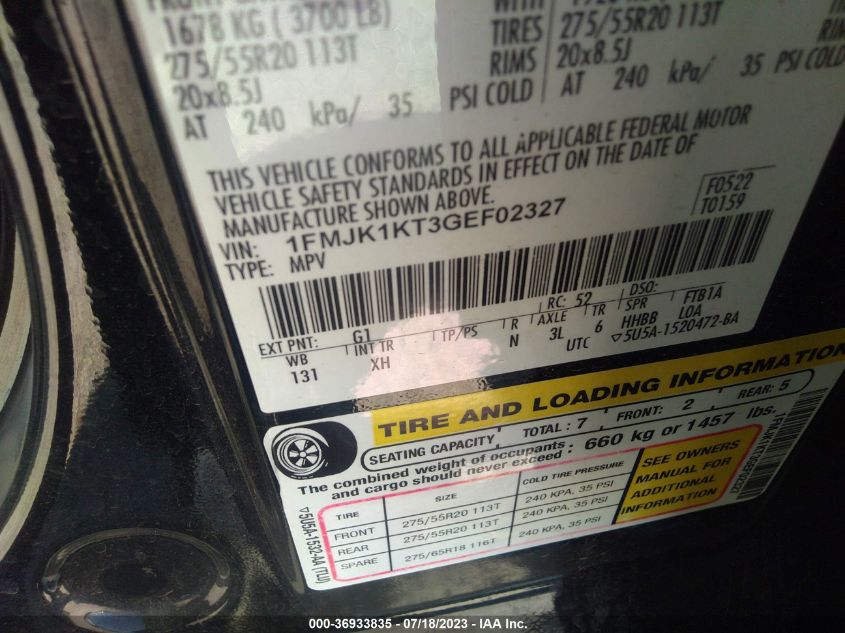 1678 KG ( 3700 LB)
275/55R20 113T
20x8.5J
AT 240 kPa/ 35 PSI COLD
WITH
TIRES 275/55R20 113T
RIMS 20x8.5J
AT 240 kPa/ 35 PSI COLD
TIRES
RIMS
THIS VEHICLE CONFORMS TO ALL APPLICABLE FEDERAL MOTOR
VEHICLE SAFETY STANDARDS IN EFFECT ON THE DATE OF
MANUFACTURE SHOWN ABOVE.
VIN: 1FMJK1KT3GEF02327
TYPE: MPV
F0522
T0159
EXT PNT: G1 RC: 52 DSO:
WB INT TR TP/PS R AXLE TR SPR FTB1A
131 XH N 3L 6 HHBB LOA
UTC ▽5U5A-1520472-BA
TIRE AND LOADING INFORMATION
SEATING CAPACITY TOTAL : 7 FRONT: 2 REAR: 5
The combined weight of occupants : 660 kg or 1457 lbs.
and cargo should never exceed
TIRE SIZE COLD TIRE PRESSURE
FRONT 275/55R20 113T 240 KPA, 35 PSI
REAR 275/55R20 113T 240 KPA, 35 PSI
SPARE 275/65R18 116T 240 KPA, 35 PSI
SEE OWNERS
MANUAL FOR
ADDITIONAL
INFORMATION
▽5U5A-1532-AA (TLU)
000-36933835 - 07/18/2023 - IAA Inc.